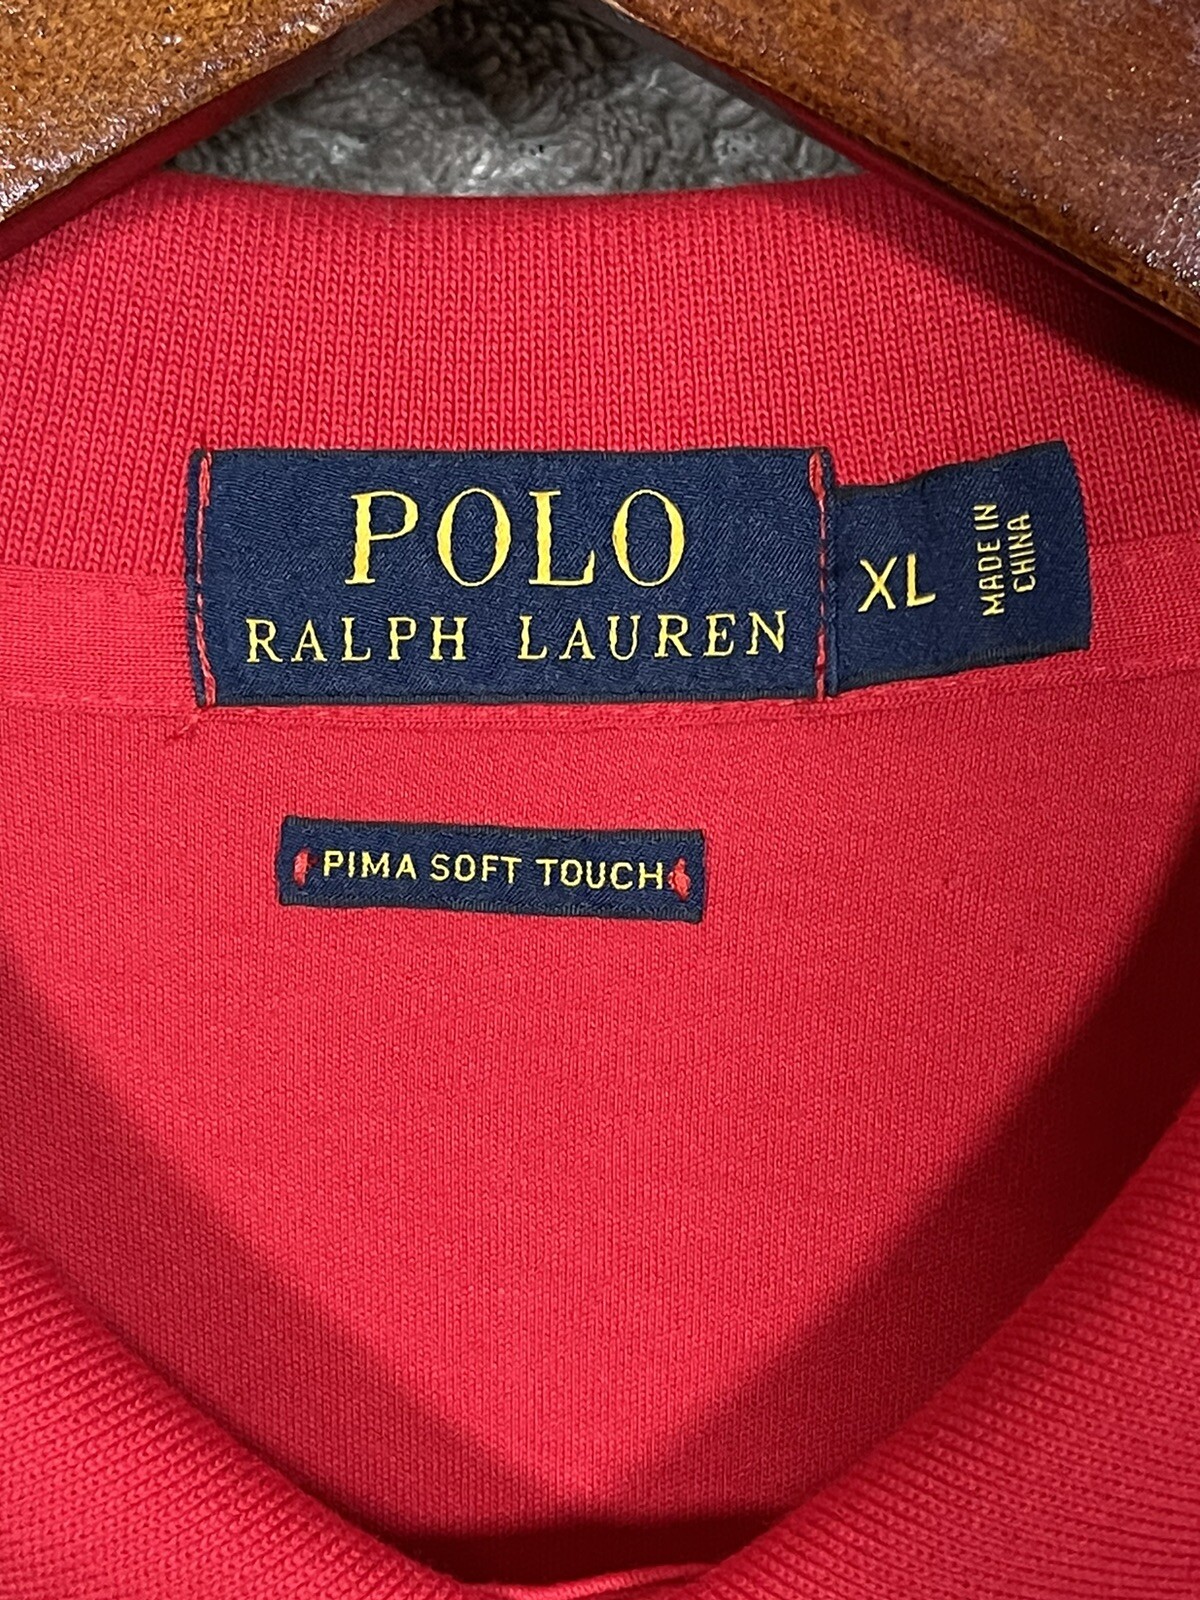 POLO
RALPH LAUREN
XL
MADE IN
CHINA
PIMA SOFT TOUCH